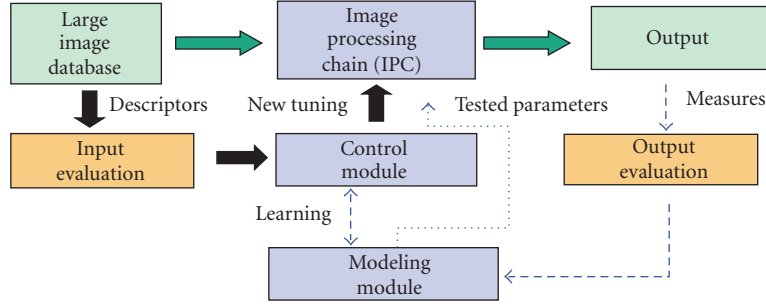 Large
image
database
Image
processing
chain (IPC)
Output
Descriptors
New tuning
Tested parameters
Measures
Input
evaluation
Control
module
Output
evaluation
Learning
Modeling
module